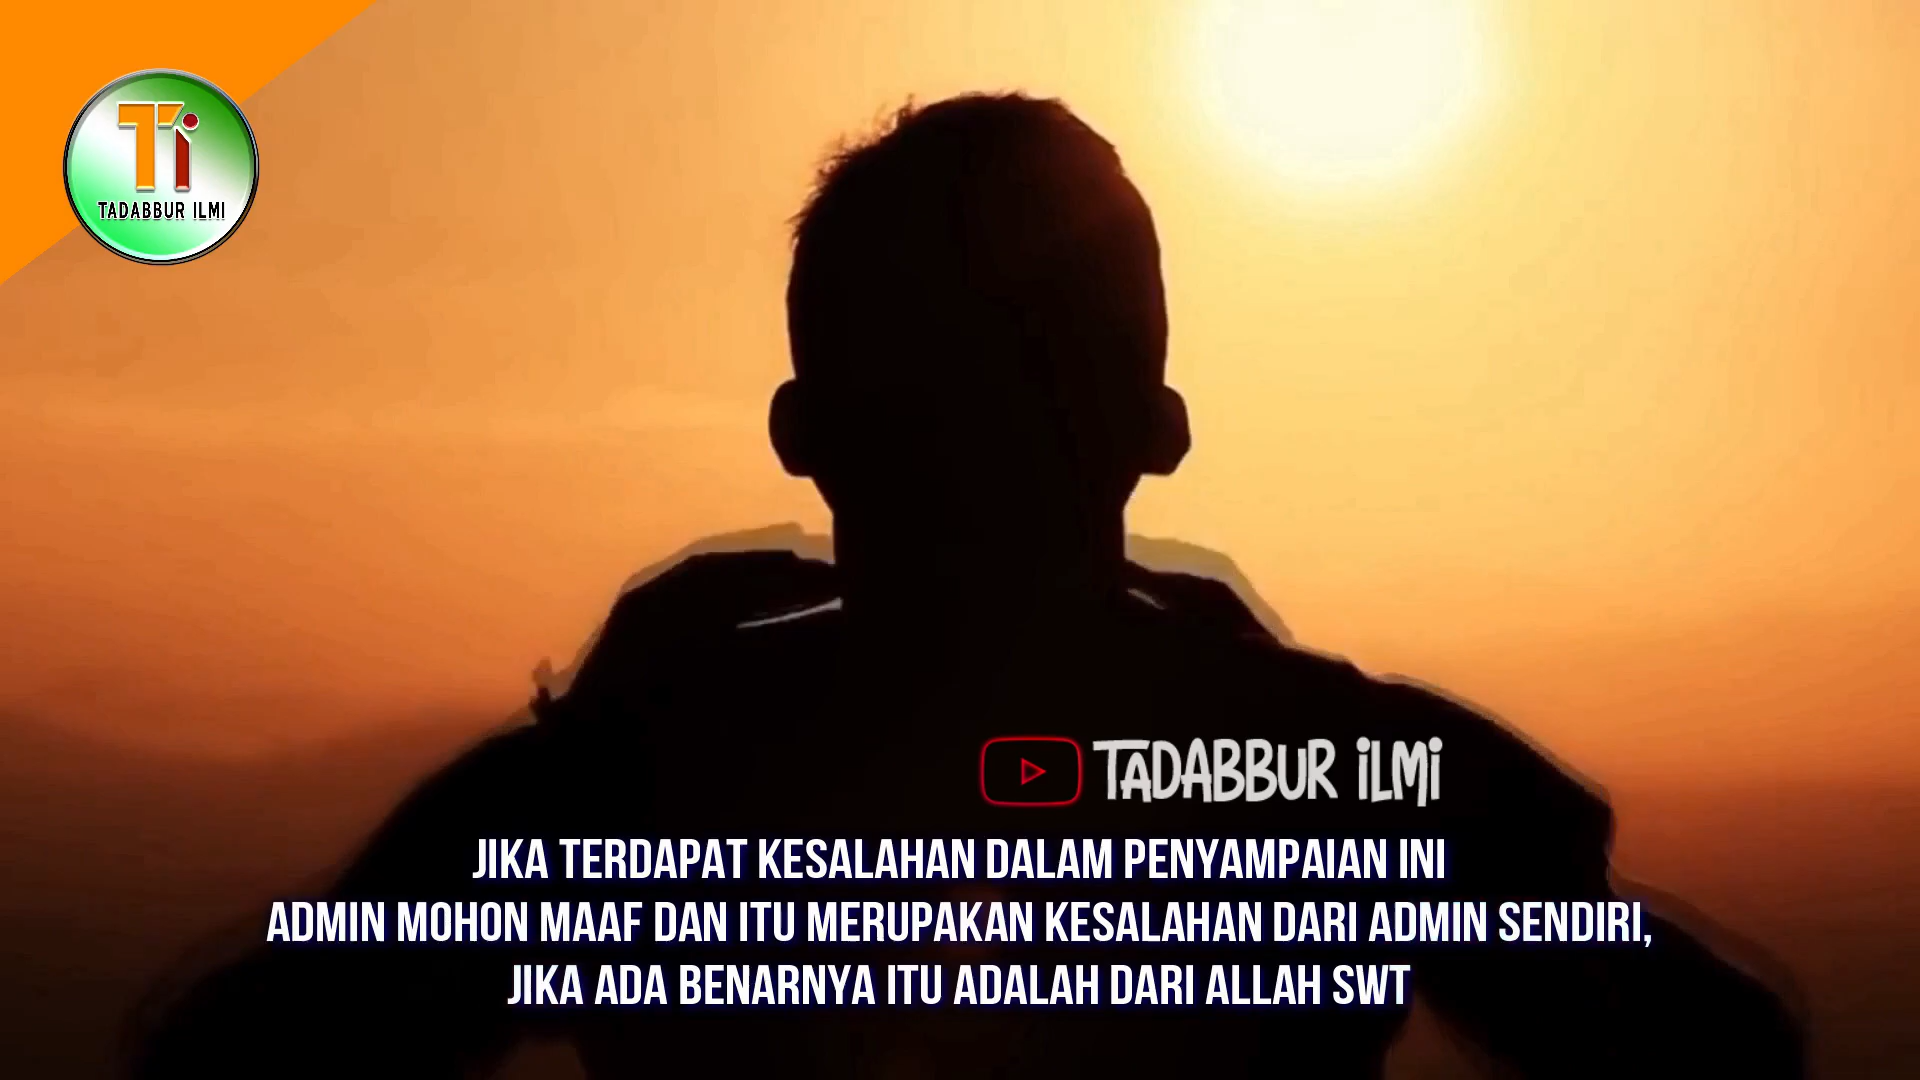 Ti
TADABBUR ILMI
TADABBUR iLMi
JIKA TERDAPAT KESALAHAN DALAM PENYAMPAIAN INI
ADMIN MOHON MAAF DAN ITU MERUPAKAN KESALAHAN DARI ADMIN SENDIRI,
JIKA ADA BENARNYA ITU ADALAH DARI ALLAH SWT